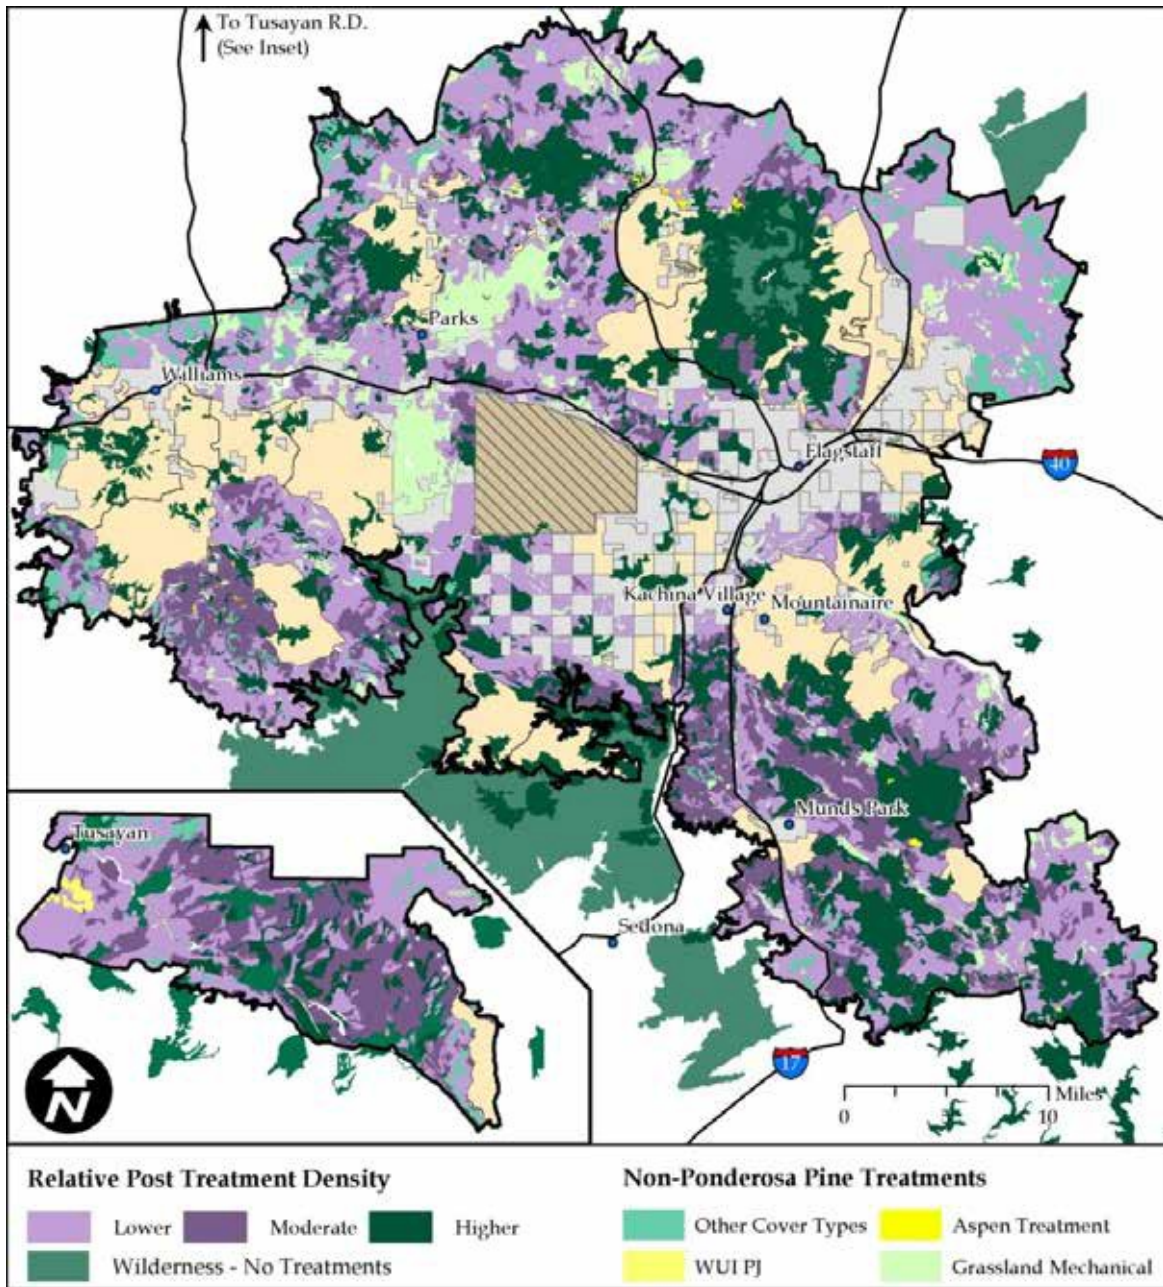 To Tusayan R.D.
(See Inset)
Parks
Williams
Flagstaff
40
Kachina Village
Mountainaire
Munds Park
Tusayan
Sedona
17
Miles
0 10
N
Relative Post Treatment Density
Lower Moderate Higher
Wilderness - No Treatments
Non-Ponderosa Pine Treatments
Other Cover Types Aspen Treatment
WUI PJ Grassland Mechanical